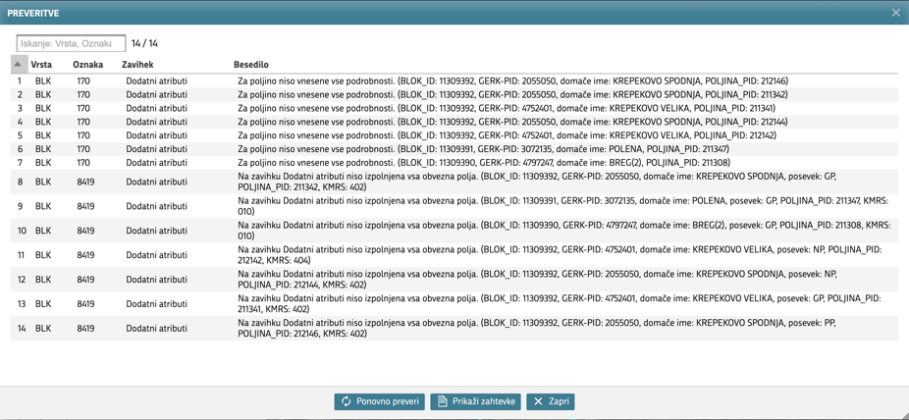 PREVERITVE
Iskanje: Vrsta, Oznaka 14 / 14
Vrsta Oznaka Zavihek Besedilo
1 BLK 170 Dodatni atributi Za poljino niso vnesene vse podrobnosti. (BLOK_ID: 11309392, GERK-PID: 2055050, domače ime: KREPEKOVO SPODNJA, POLJINA_PID: 212146)
2 BLK 170 Dodatni atributi Za poljino niso vnesene vse podrobnosti. (BLOK_ID: 11309392, GERK-PID: 2055050, domače ime: KREPEKOVO SPODNJA, POLJINA_PID: 211342)
3 BLK 170 Dodatni atributi Za poljino niso vnesene vse podrobnosti. (BLOK_ID: 11309392, GERK-PID: 4752401, domače ime: KREPEKOVO VELIKA, POLJINA_PID: 211341)
4 BLK 170 Dodatni atributi Za poljino niso vnesene vse podrobnosti. (BLOK_ID: 11309392, GERK-PID: 2055050, domače ime: KREPEKOVO SPODNJA, POLJINA_PID: 212144)
5 BLK 170 Dodatni atributi Za poljino niso vnesene vse podrobnosti. (BLOK_ID: 11309392, GERK-PID: 4752401, domače ime: KREPEKOVO VELIKA, POLJINA_PID: 212142)
6 BLK 170 Dodatni atributi Za poljino niso vnesene vse podrobnosti. (BLOK_ID: 11309391, GERK-PID: 3072135, domače ime: POLENA, POLJINA_PID: 211347)
7 BLK 170 Dodatni atributi Za poljino niso vnesene vse podrobnosti. (BLOK_ID: 11309390, GERK-PID: 4797247, domače ime: BREG(2), POLJINA_PID: 211308)
8 BLK 8419 Dodatni atributi Na zavihku Dodatni atributi niso izpolnjena vsa obvezna polja. (BLOK_ID: 11309392, GERK-PID: 2055050, domače ime: KREPEKOVO SPODNJA, posevek: GP,
POLJINA_PID: 211342, KMRS: 402)
9 BLK 8419 Dodatni atributi Na zavihku Dodatni atributi niso izpolnjena vsa obvezna polja. (BLOK_ID: 11309391, GERK-PID: 3072135, domače ime: POLENA, posevek: GP, POLJINA_PID: 211347, KMRS:
010)
10 BLK 8419 Dodatni atributi Na zavihku Dodatni atributi niso izpolnjena vsa obvezna polja. (BLOK_ID: 11309390, GERK-PID: 4797247, domače ime: BREG(2), posevek: GP, POLJINA_PID: 211308, KMRS:
010)
11 BLK 8419 Dodatni atributi Na zavihku Dodatni atributi niso izpolnjena vsa obvezna polja. (BLOK_ID: 11309392, GERK-PID: 4752401, domače ime: KREPEKOVO VELIKA, posevek: NP, POLJINA_PID:
212142, KMRS: 404)
12 BLK 8419 Dodatni atributi Na zavihku Dodatni atributi niso izpolnjena vsa obvezna polja. (BLOK_ID: 11309392, GERK-PID: 2055050, domače ime: KREPEKOVO SPODNJA, posevek: NP,
POLJINA_PID: 212144, KMRS: 402)
13 BLK 8419 Dodatni atributi Na zavihku Dodatni atributi niso izpolnjena vsa obvezna polja. (BLOK_ID: 11309392, GERK-PID: 4752401, domače ime: KREPEKOVO VELIKA, posevek: GP, POLJINA_PID:
211341, KMRS: 402)
14 BLK 8419 Dodatni atributi Na zavihku Dodatni atributi niso izpolnjena vsa obvezna polja. (BLOK_ID: 11309392, GERK-PID: 2055050, domače ime: KREPEKOVO SPODNJA, posevek: PP,
POLJINA_PID: 212146, KMRS: 402)
Ponovno preveri Prikaži zahtevke Zapri